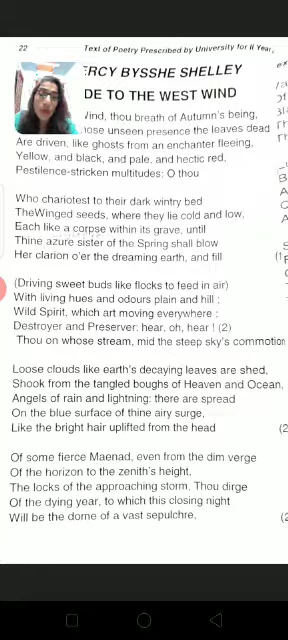 22 Text of Poetry Prescribed by University for II Year,
ERCY BYSSHE SHELLEY
DE TO THE WEST WIND
Wind, thou breath of Autumn's being,
hose unseen presence the leaves dead
Are driven, like ghosts from an enchanter fleeing,
Yellow, and black, and pale, and hectic red.
Pestilence-stricken multitudes: O thou
Who chariotest to their dark wintry bed
TheWinged seeds, where they lie cold and low,
Each like a corpse within its grave, until
Thine azure sister of the Spring shall blow
Her clarion o'er the dreaming earth, and fill
(Driving sweet buds like flocks to feed in air)
With living hues and odours plain and hill ;
Wild Spirit, which art moving everywhere ;
Destroyer and Preserver; hear, oh, hear ! (2)
Thou on whose stream, mid the steep sky's commotion
Loose clouds like earth's decaying leaves are shed,
Shook from the tangled boughs of Heaven and Ocean,
Angels of rain and lightning: there are spread
On the blue surface of thine airy surge,
Like the bright hair uplifted from the head
Of some fierce Maenad, even from the dim verge
Of the horizon to the zenith's height,
The locks of the approaching storm, Thou dirge
Of the dying year, to which this closing night
Will be the dome of a vast sepulchre,